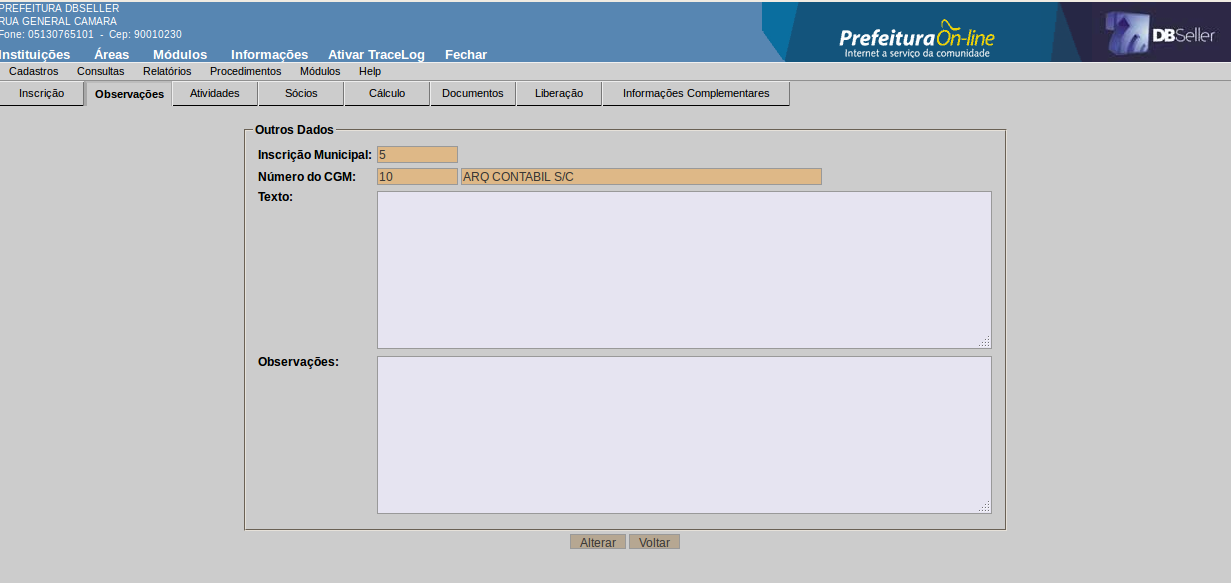 PREFEITURA DBSELLER
RUA GENERAL CAMARA
Fone: 05130765101 - Cep: 90010230
Instituições Áreas Módulos Informações Ativar TraceLog Fechar
PrefeituraOn-line
Internet a serviço da comunidade
DBSeller
Cadastros Consultas Relatórios Procedimentos Módulos Help
Inscrição Observações Atividades Sócios Cálculo Documentos Liberação Informações Complementares
Outros Dados
Inscrição Municipal: 5
Número do CGM: 10 ARQ CONTABIL S/C
Texto:
Observações:
Alterar Voltar